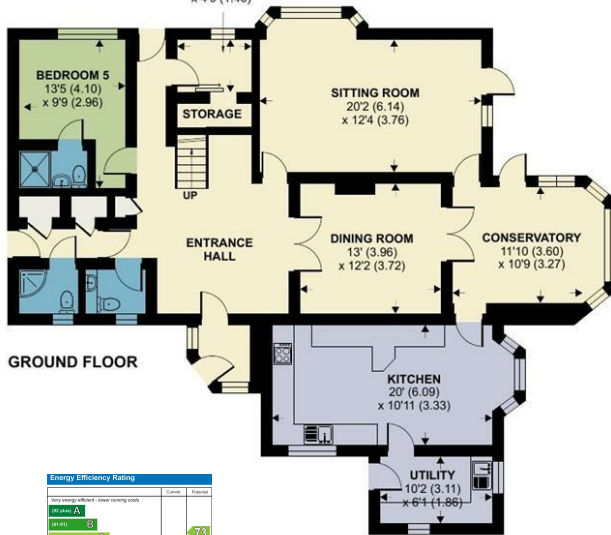 BEDROOM 5
13'5 (4.10)
x 9'9 (2.96)
STORAGE
UP
SITTING ROOM
20'2 (6.14)
x 12'4 (3.76)
ENTRANCE
HALL
DINING ROOM
13' (3.96)
x 12'2 (3.72)
CONSERVATORY
11'10 (3.60)
x 10'9 (3.27)
GROUND FLOOR
KITCHEN
20' (6.09)
x 10'11 (3.33)
UTILITY
10'2 (3.11)
x 6'1 (1.86)
Energy Efficiency Rating
Current Potential
Very energy efficient - lower running costs
(92 plus) A
(81-91) B
73